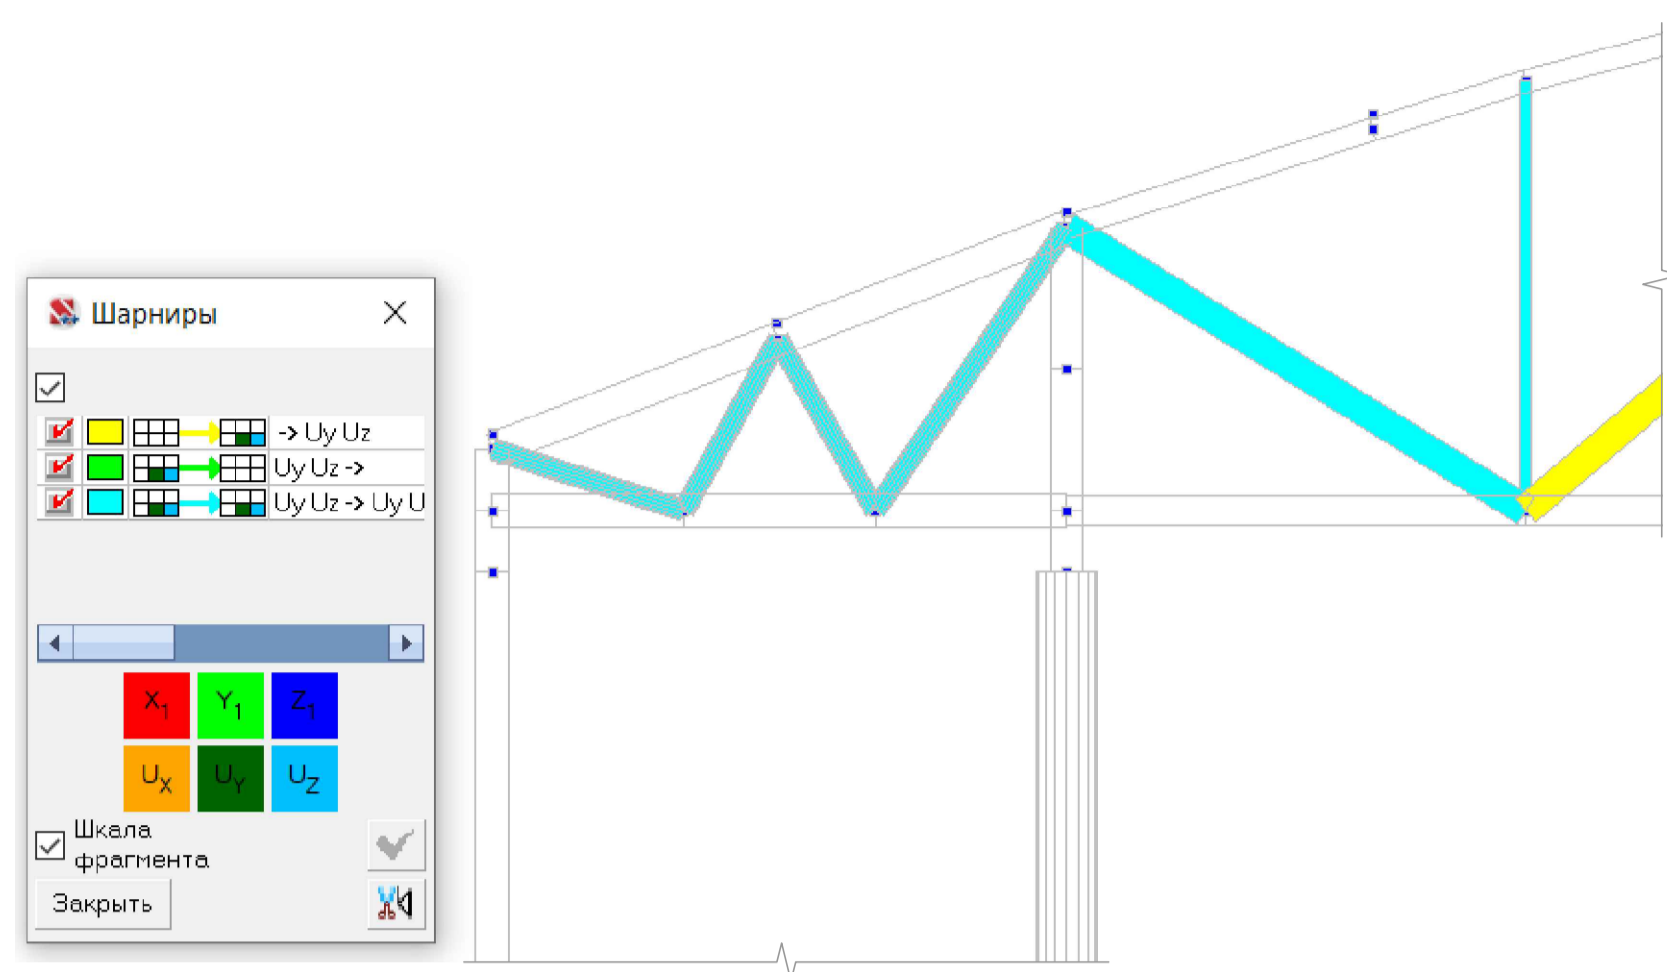 Шарниры
-> Uy Uz
Uy Uz ->
Uy Uz -> Uy U
X1 Y1 Z1
UX UY UZ
Шкала
фрагмента
Закрыть